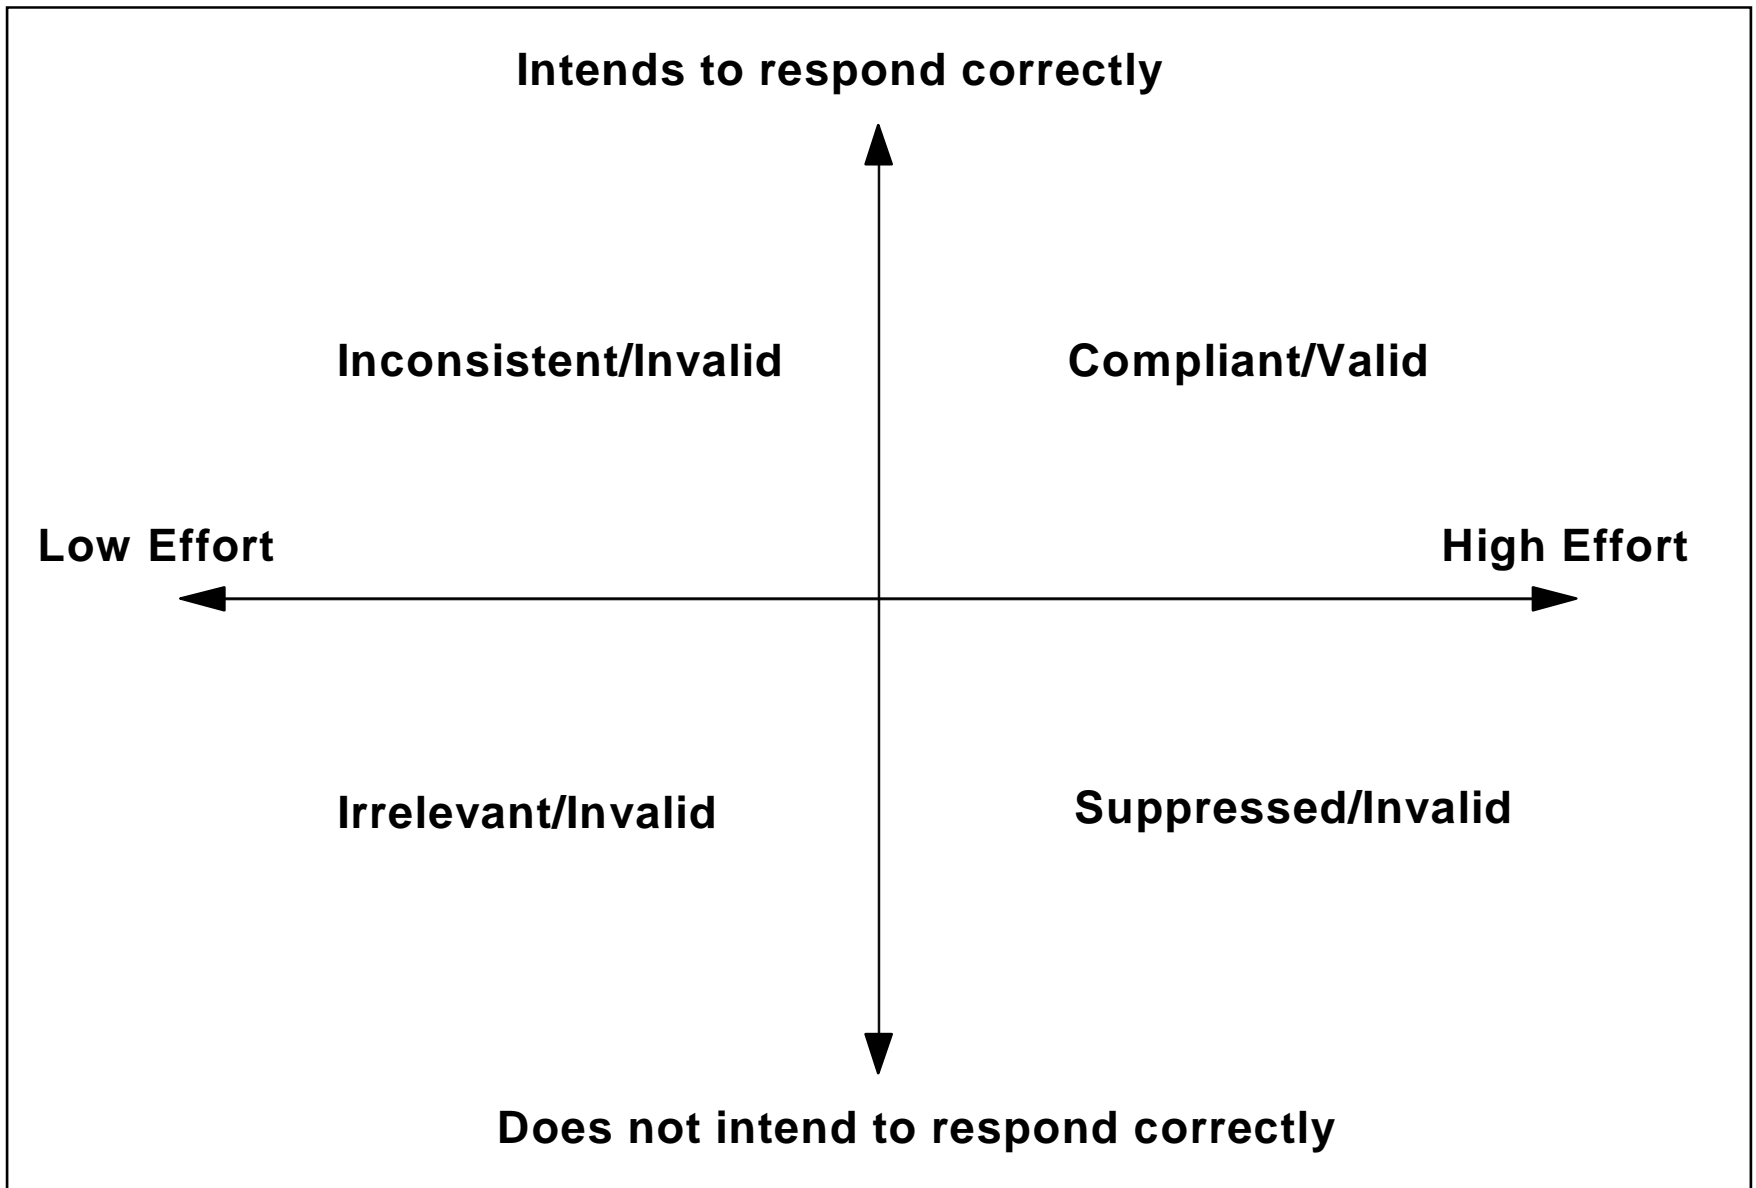 Intends to respond correctly
Inconsistent/Invalid
Compliant/Valid
Low Effort
High Effort
Irrelevant/Invalid
Suppressed/Invalid
Does not intend to respond correctly